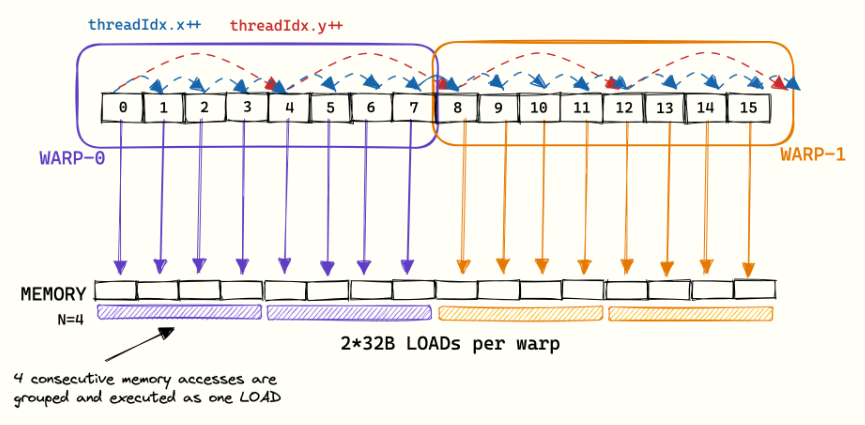 threadIdx.x++ threadIdx.y++
0 1 2 3 4 5 6 7 8 9 10 11 12 13 14 15
WARP-0 WARP-1
MEMORY
N=4
2*32B LOADs per warp
4 consecutive memory accesses are
grouped and executed as one LOAD